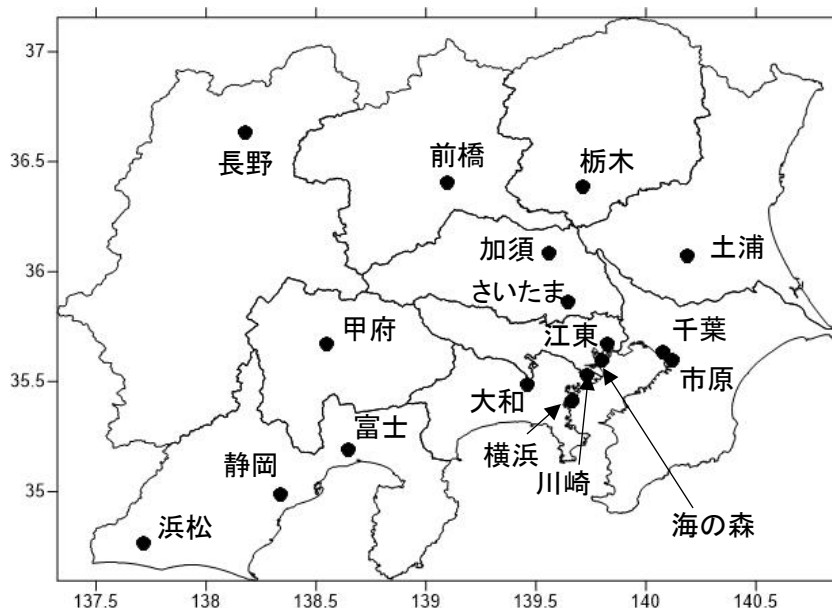 37
36.5
36
35.5
35
長野
前橋
栃木
加須
土浦
さいたま
甲府
江東
千葉
市原
大和
富士
横浜
川崎
静岡
海の森
浜松
137.5
138
138.5
139
139.5
140
140.5